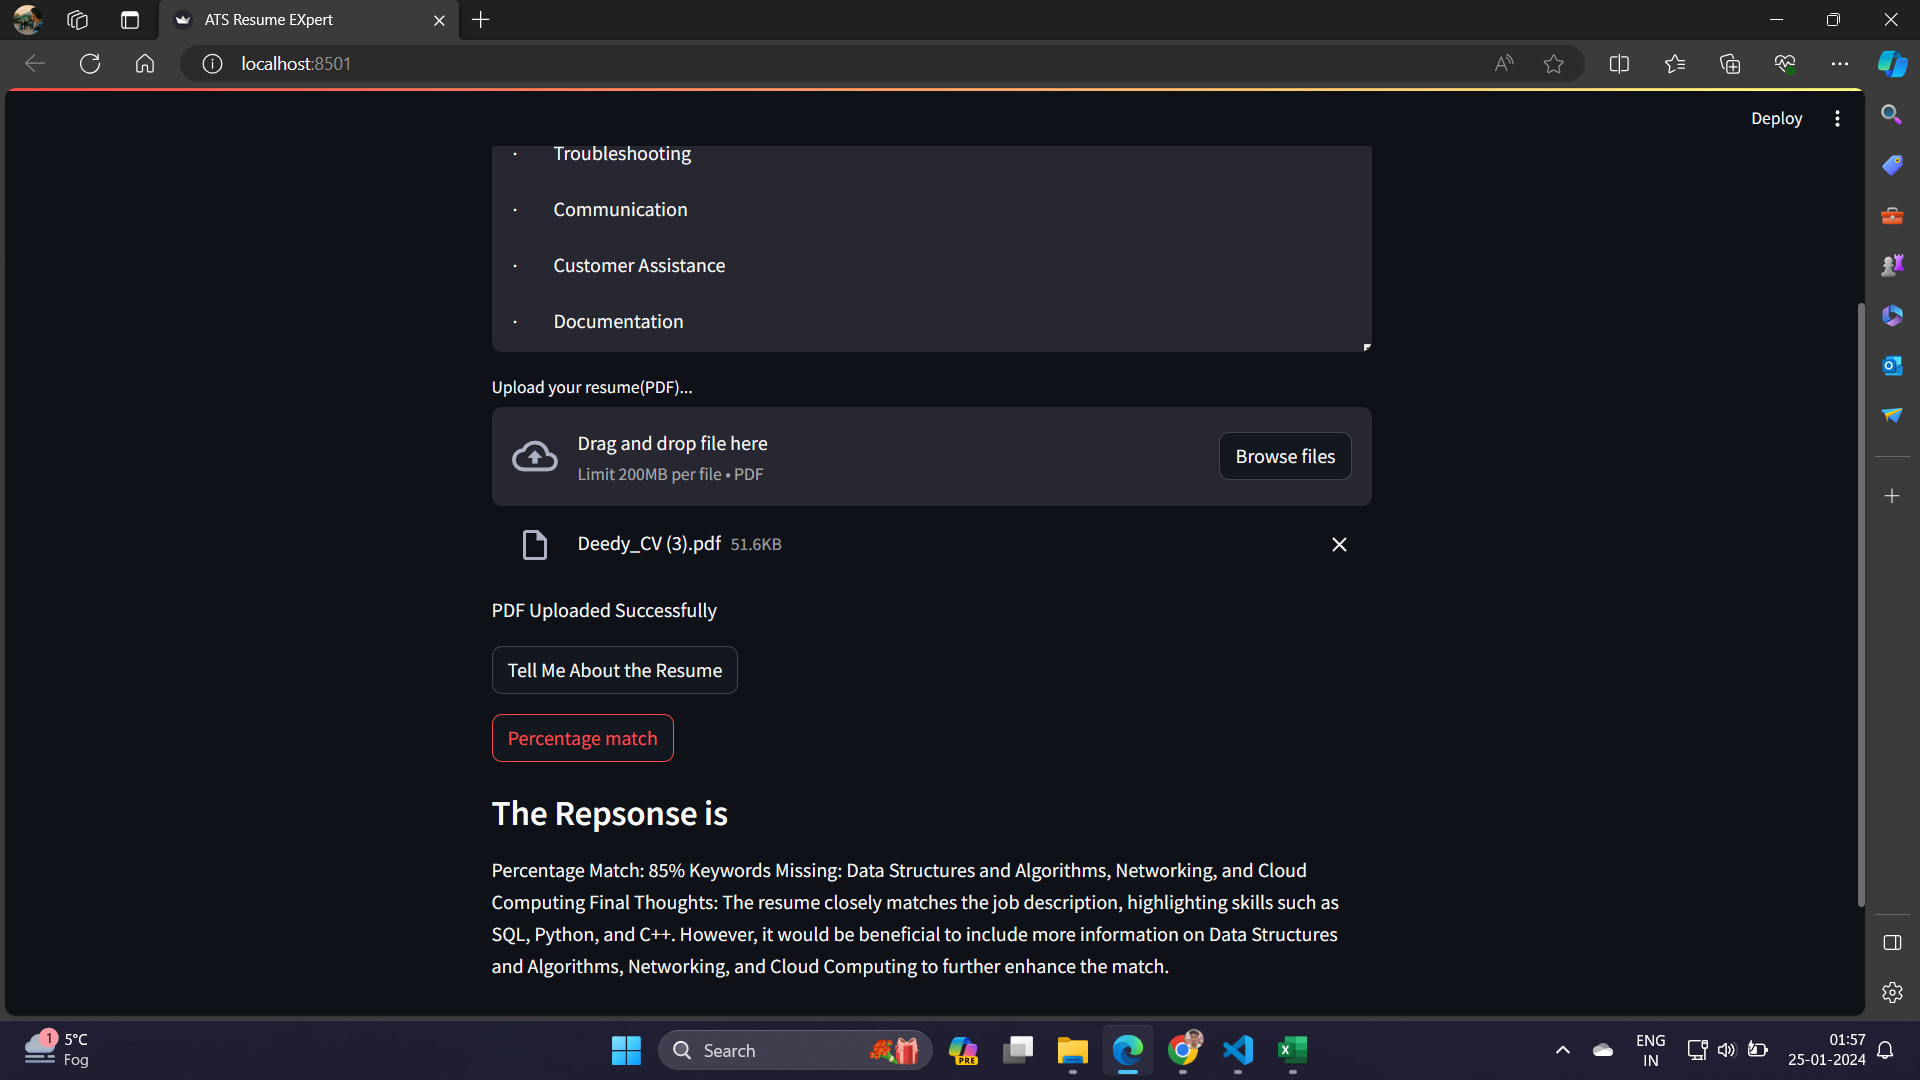 ATS Resume EXpert
localhost:8501
Deploy
· Troubleshooting
· Communication
· Customer Assistance
· Documentation
Upload your resume(PDF)...
Drag and drop file here
Limit 200MB per file • PDF
Browse files
Deedy_CV (3).pdf 51.6KB
PDF Uploaded Successfully
Tell Me About the Resume
Percentage match
The Repsonse is
Percentage Match: 85% Keywords Missing: Data Structures and Algorithms, Networking, and Cloud
Computing Final Thoughts: The resume closely matches the job description, highlighting skills such as
SQL, Python, and C++. However, it would be beneficial to include more information on Data Structures
and Algorithms, Networking, and Cloud Computing to further enhance the match.
1
5°C
Fog
Search
PRE
ENG
IN
01:57
25-01-2024